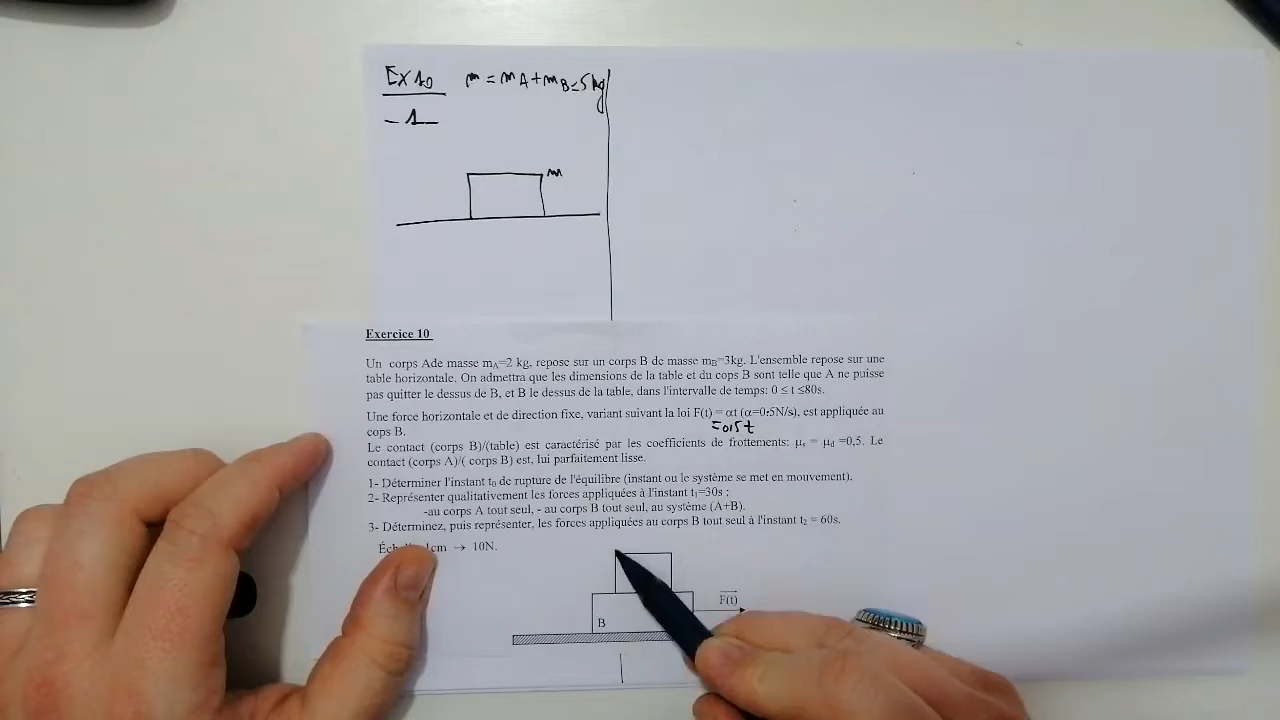 Ex 10 m = mA + mB = 5 kg
- 1 -
m
Exercice 10
Un corps Ade masse mA=2 kg, repose sur un corps B de masse mB=3kg. L'ensemble repose sur une
table horizontale. On admettra que les dimensions de la table et du cops B sont telle que A ne puisse
pas quitter le dessus de B, et B le dessus de la table, dans l'intervalle de temps: 0 ≤ t ≤80s.
Une force horizontale et de direction fixe, variant suivant la loi F(t) = αt (α=0.5N/s), est appliquée au
= 0,5 t
cops B.
Le contact (corps B)/(table) est caractérisé par les coefficients de frottements: μs = μd =0,5. Le
contact (corps A)/( corps B) est, lui parfaitement lisse.
1- Déterminer l'instant t0 de rupture de l'équilibre (instant ou le système se met en mouvement).
2- Représenter qualitativement les forces appliquées à l'instant t1=30s ;
-au corps A tout seul, - au corps B tout seul, au système (A+B).
3- Déterminez, puis représenter, les forces appliquées au corps B tout seul à l'instant t2 = 60s.
1cm → 10N.
F(t)
B